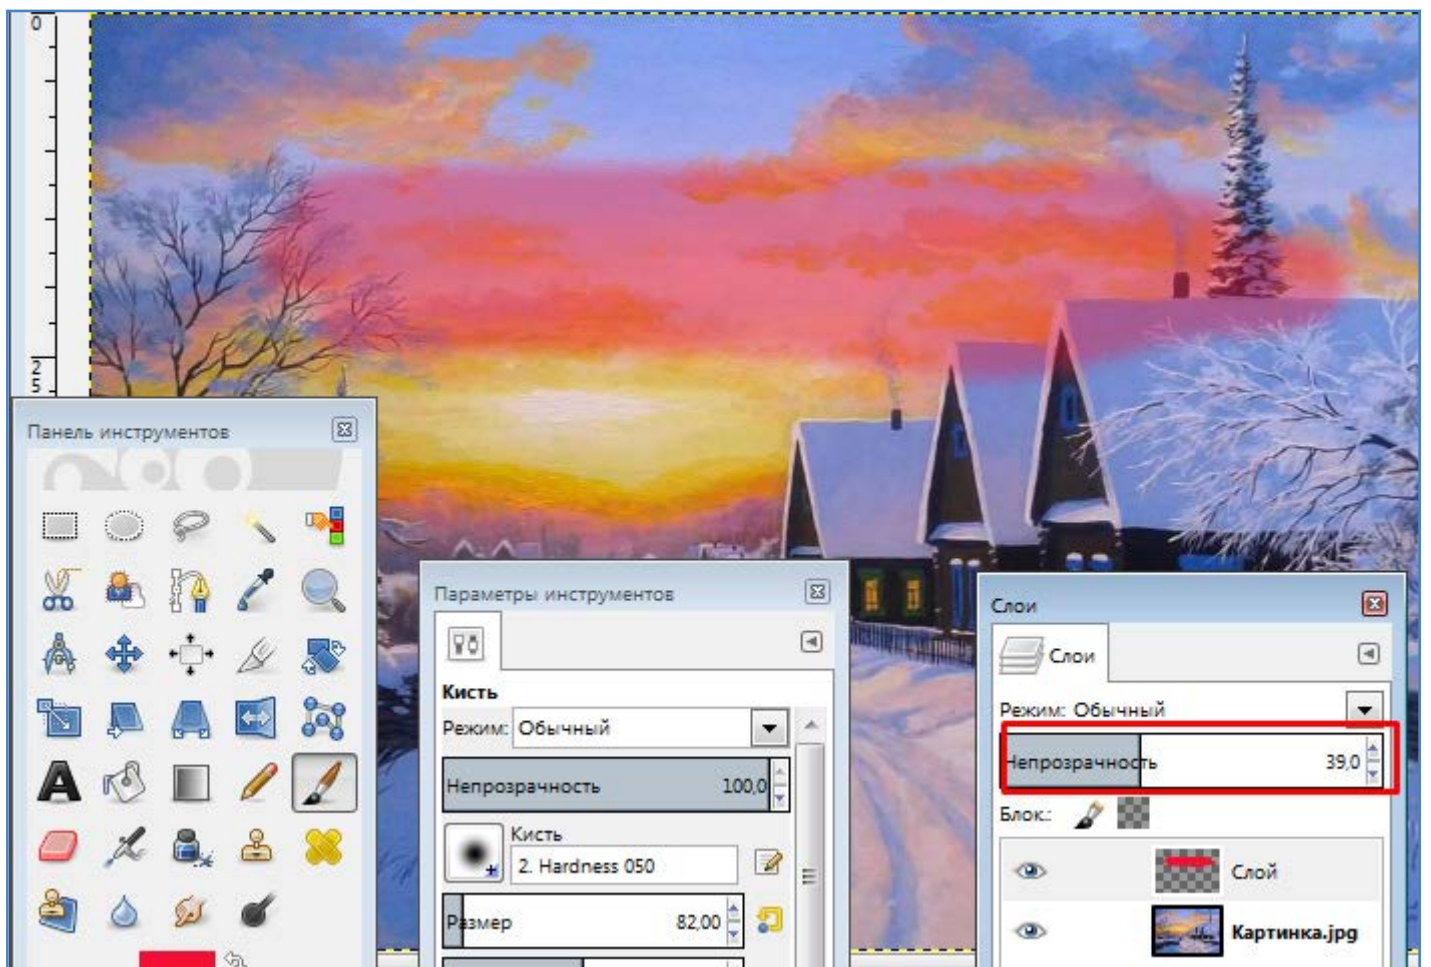 0
2
5
Панель инструментов
Параметры инструментов
Кисть
Режим: Обычный
Непрозрачность 100,0
Кисть
2. Hardness 050
Размер 82,00
Слои
Слои
Режим: Обычный
Непрозрачность 39,0
Блок.:
Слой
Картинка.jpg